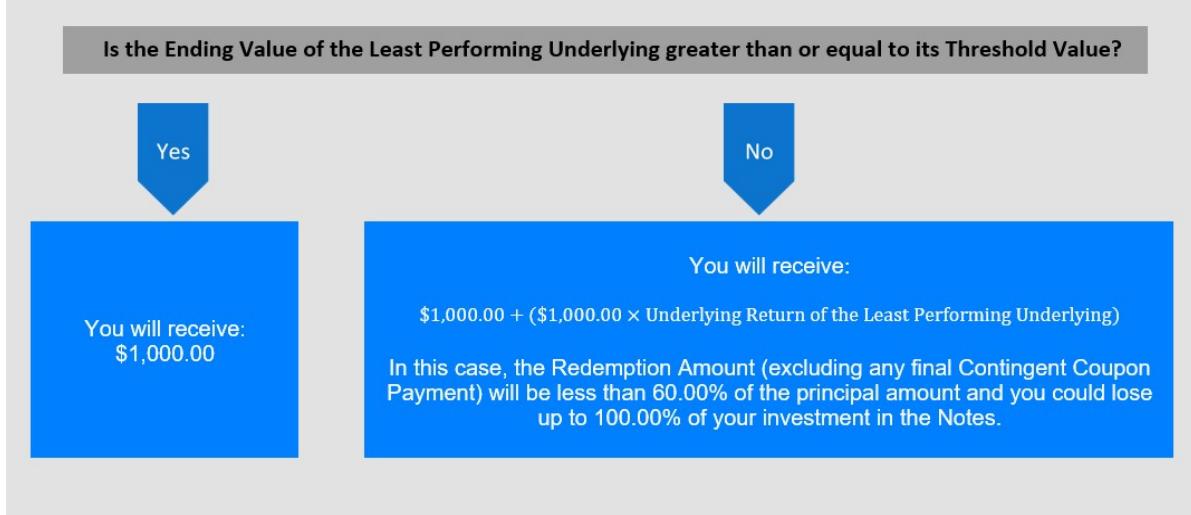 Is the Ending Value of the Least Performing Underlying greater than or equal to its Threshold Value?
Yes
No
You will receive:
$1,000.00
You will receive:
$1,000.00 + ($1,000.00 × Underlying Return of the Least Performing Underlying)
In this case, the Redemption Amount (excluding any final Contingent Coupon
Payment) will be less than 60.00% of the principal amount and you could lose
up to 100.00% of your investment in the Notes.